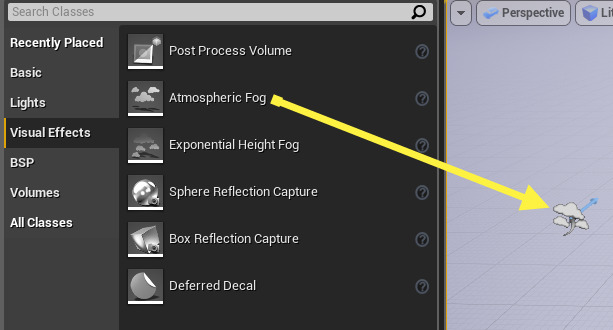 Search Classes
Perspective
Lit
Recently Placed
Basic
Lights
Visual Effects
BSP
Volumes
All Classes
Post Process Volume
Atmospheric Fog
Exponential Height Fog
Sphere Reflection Capture
Box Reflection Capture
Deferred Decal